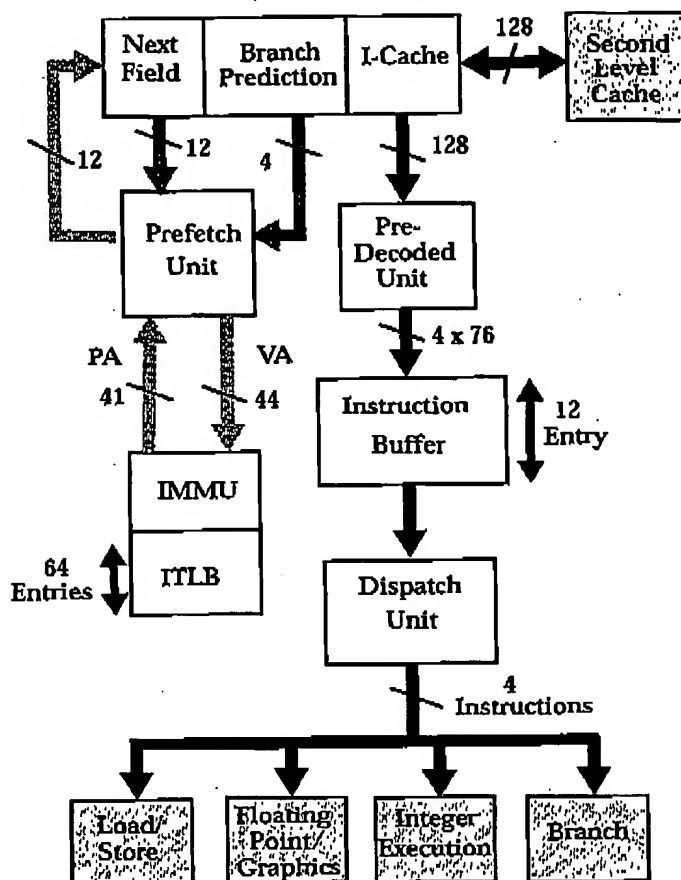 Next
Field
Branch
Prediction
I-Cache
128
Second
Level
Cache
12
12
4
128
Prefetch
Unit
Pre-
Decoded
Unit
4 x 76
PA
VA
41
44
Instruction
Buffer
12
Entry
IMMU
ITLB
64
Entries
Dispatch
Unit
4
Instructions
Load/
Store
Floating
Point/
Graphics
Integer
Execution
Branch